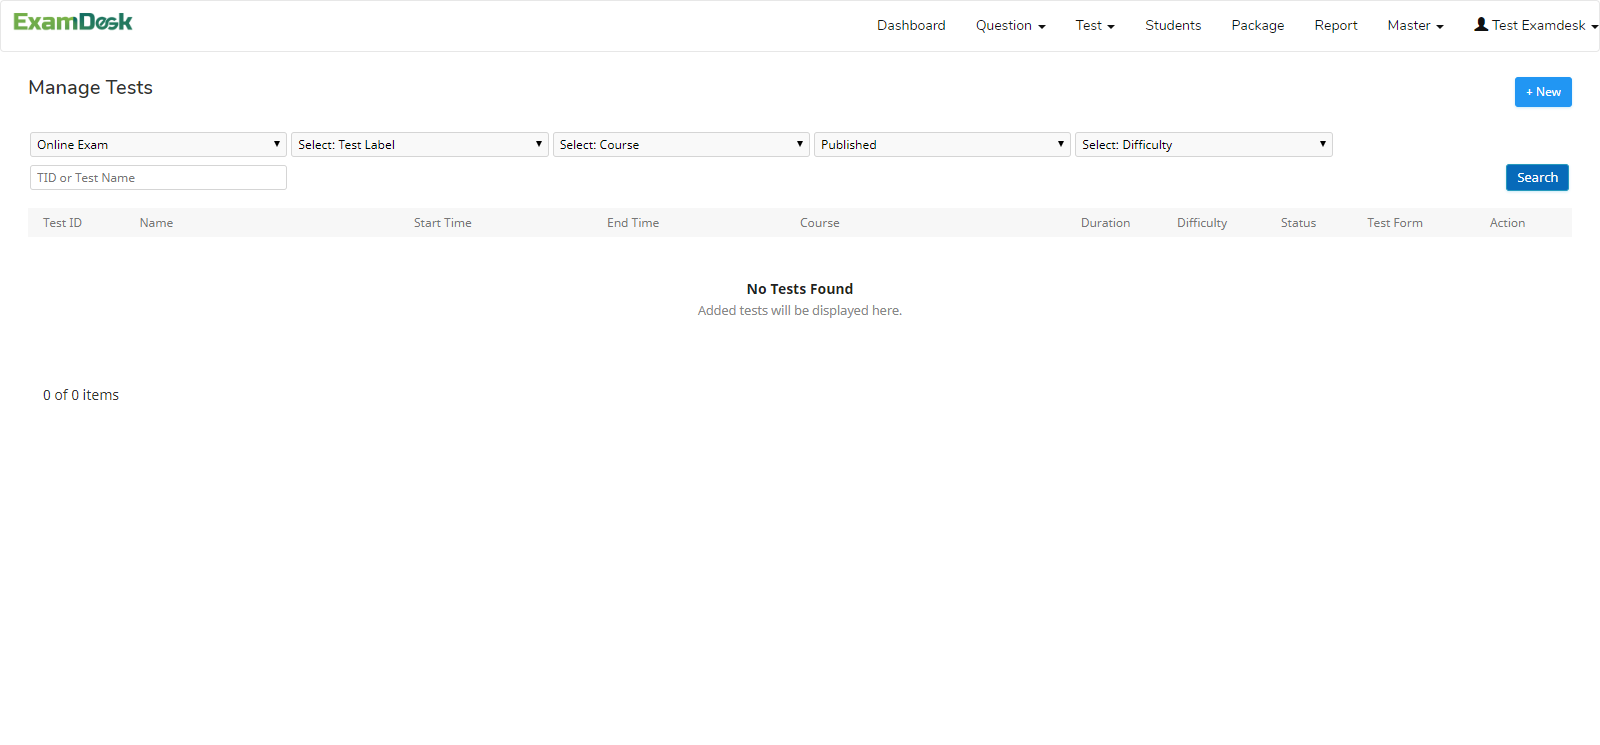 ExamDesk Dashboard Question Test Students Package Report Master Test Examdesk
Manage Tests
+ New
Online Exam Select: Test Label Select: Course Published Select: Difficulty
TID or Test Name Search
Test ID Name Start Time End Time Course Duration Difficulty Status Test Form Action
No Tests Found
Added tests will be displayed here.
0 of 0 items